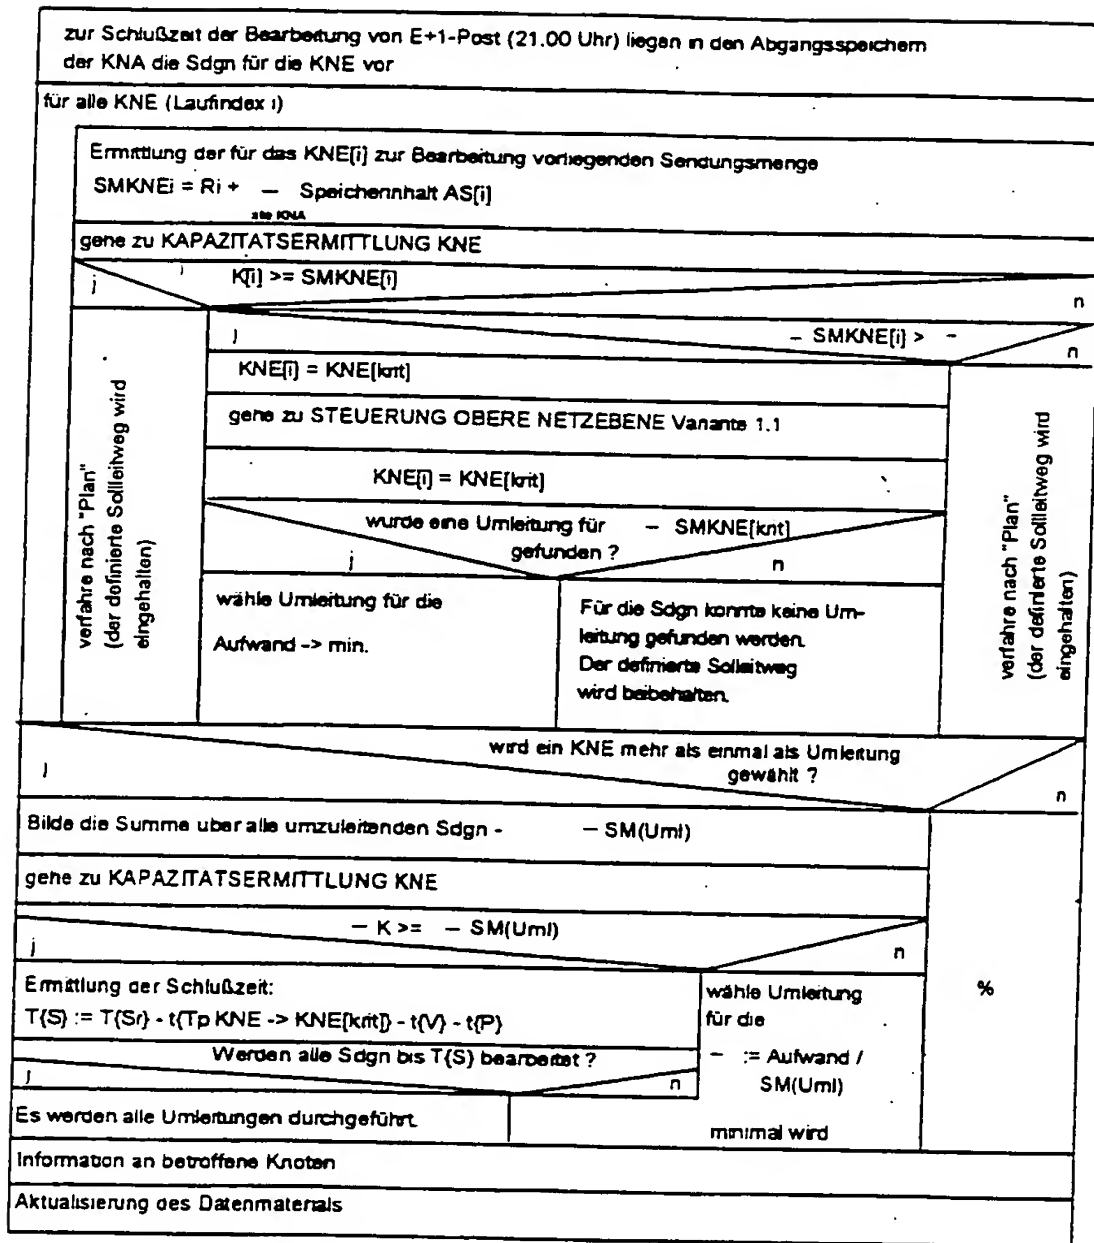 zur Schlußzeit der Bearbeitung von E+1-Post (21.00 Uhr) liegen in den Abgangsspeichern
der KNA die Sdgn für die KNE vor
für alle KNE (Laufindex i)
Ermittlung der für das KNE[i] zur Bearbeitung vorliegenden Sendungsmenge
SMKNEi = Ri + – Speicherinhalt AS[i]
alle KNA
gehe zu KAPAZITATSERMITTLUNG KNE
K[i] >= SMKNE[i]
j
n
j
– SMKNE[i] > –
n
KNE[i] = KNE[krit]
gehe zu STEUERUNG OBERE NETZEBENE Variante 1.1
KNE[i] = KNE[krit]
wurde eine Umleitung für – SMKNE[krit]
gefunden ?
j
n
verfahre nach "Plan"
(der definierte Solleitweg wird
eingehalten)
wähle Umleitung für die
Aufwand -> min.
Für die Sdgn konnte keine Um-
leitung gefunden werden.
Der definierte Solleitweg
wird beibehalten.
verfahre nach "Plan"
(der definierte Solleitweg wird
eingehalten)
wird ein KNE mehr als einmal als Umleitung
gewählt ?
j
n
Bilde die Summe uber alle umzuleitenden Sdgn - – SM(Uml)
gehe zu KAPAZITATSERMITTLUNG KNE
– K >= – SM(Uml)
j
n
Ermittlung der Schlußzeit:
T{S} := T{Sr} - t{Tp KNE -> KNE[krit]} - t{V} - t{P}
Werden alle Sdgn bis T{S} bearbeitet ?
j
n
Es werden alle Umleitungen durchgeführt.
wähle Umleitung
für die
– := Aufwand /
SM(Uml)
minimal wird
%
Information an betroffene Knoten
Aktualisierung des Datenmaterials